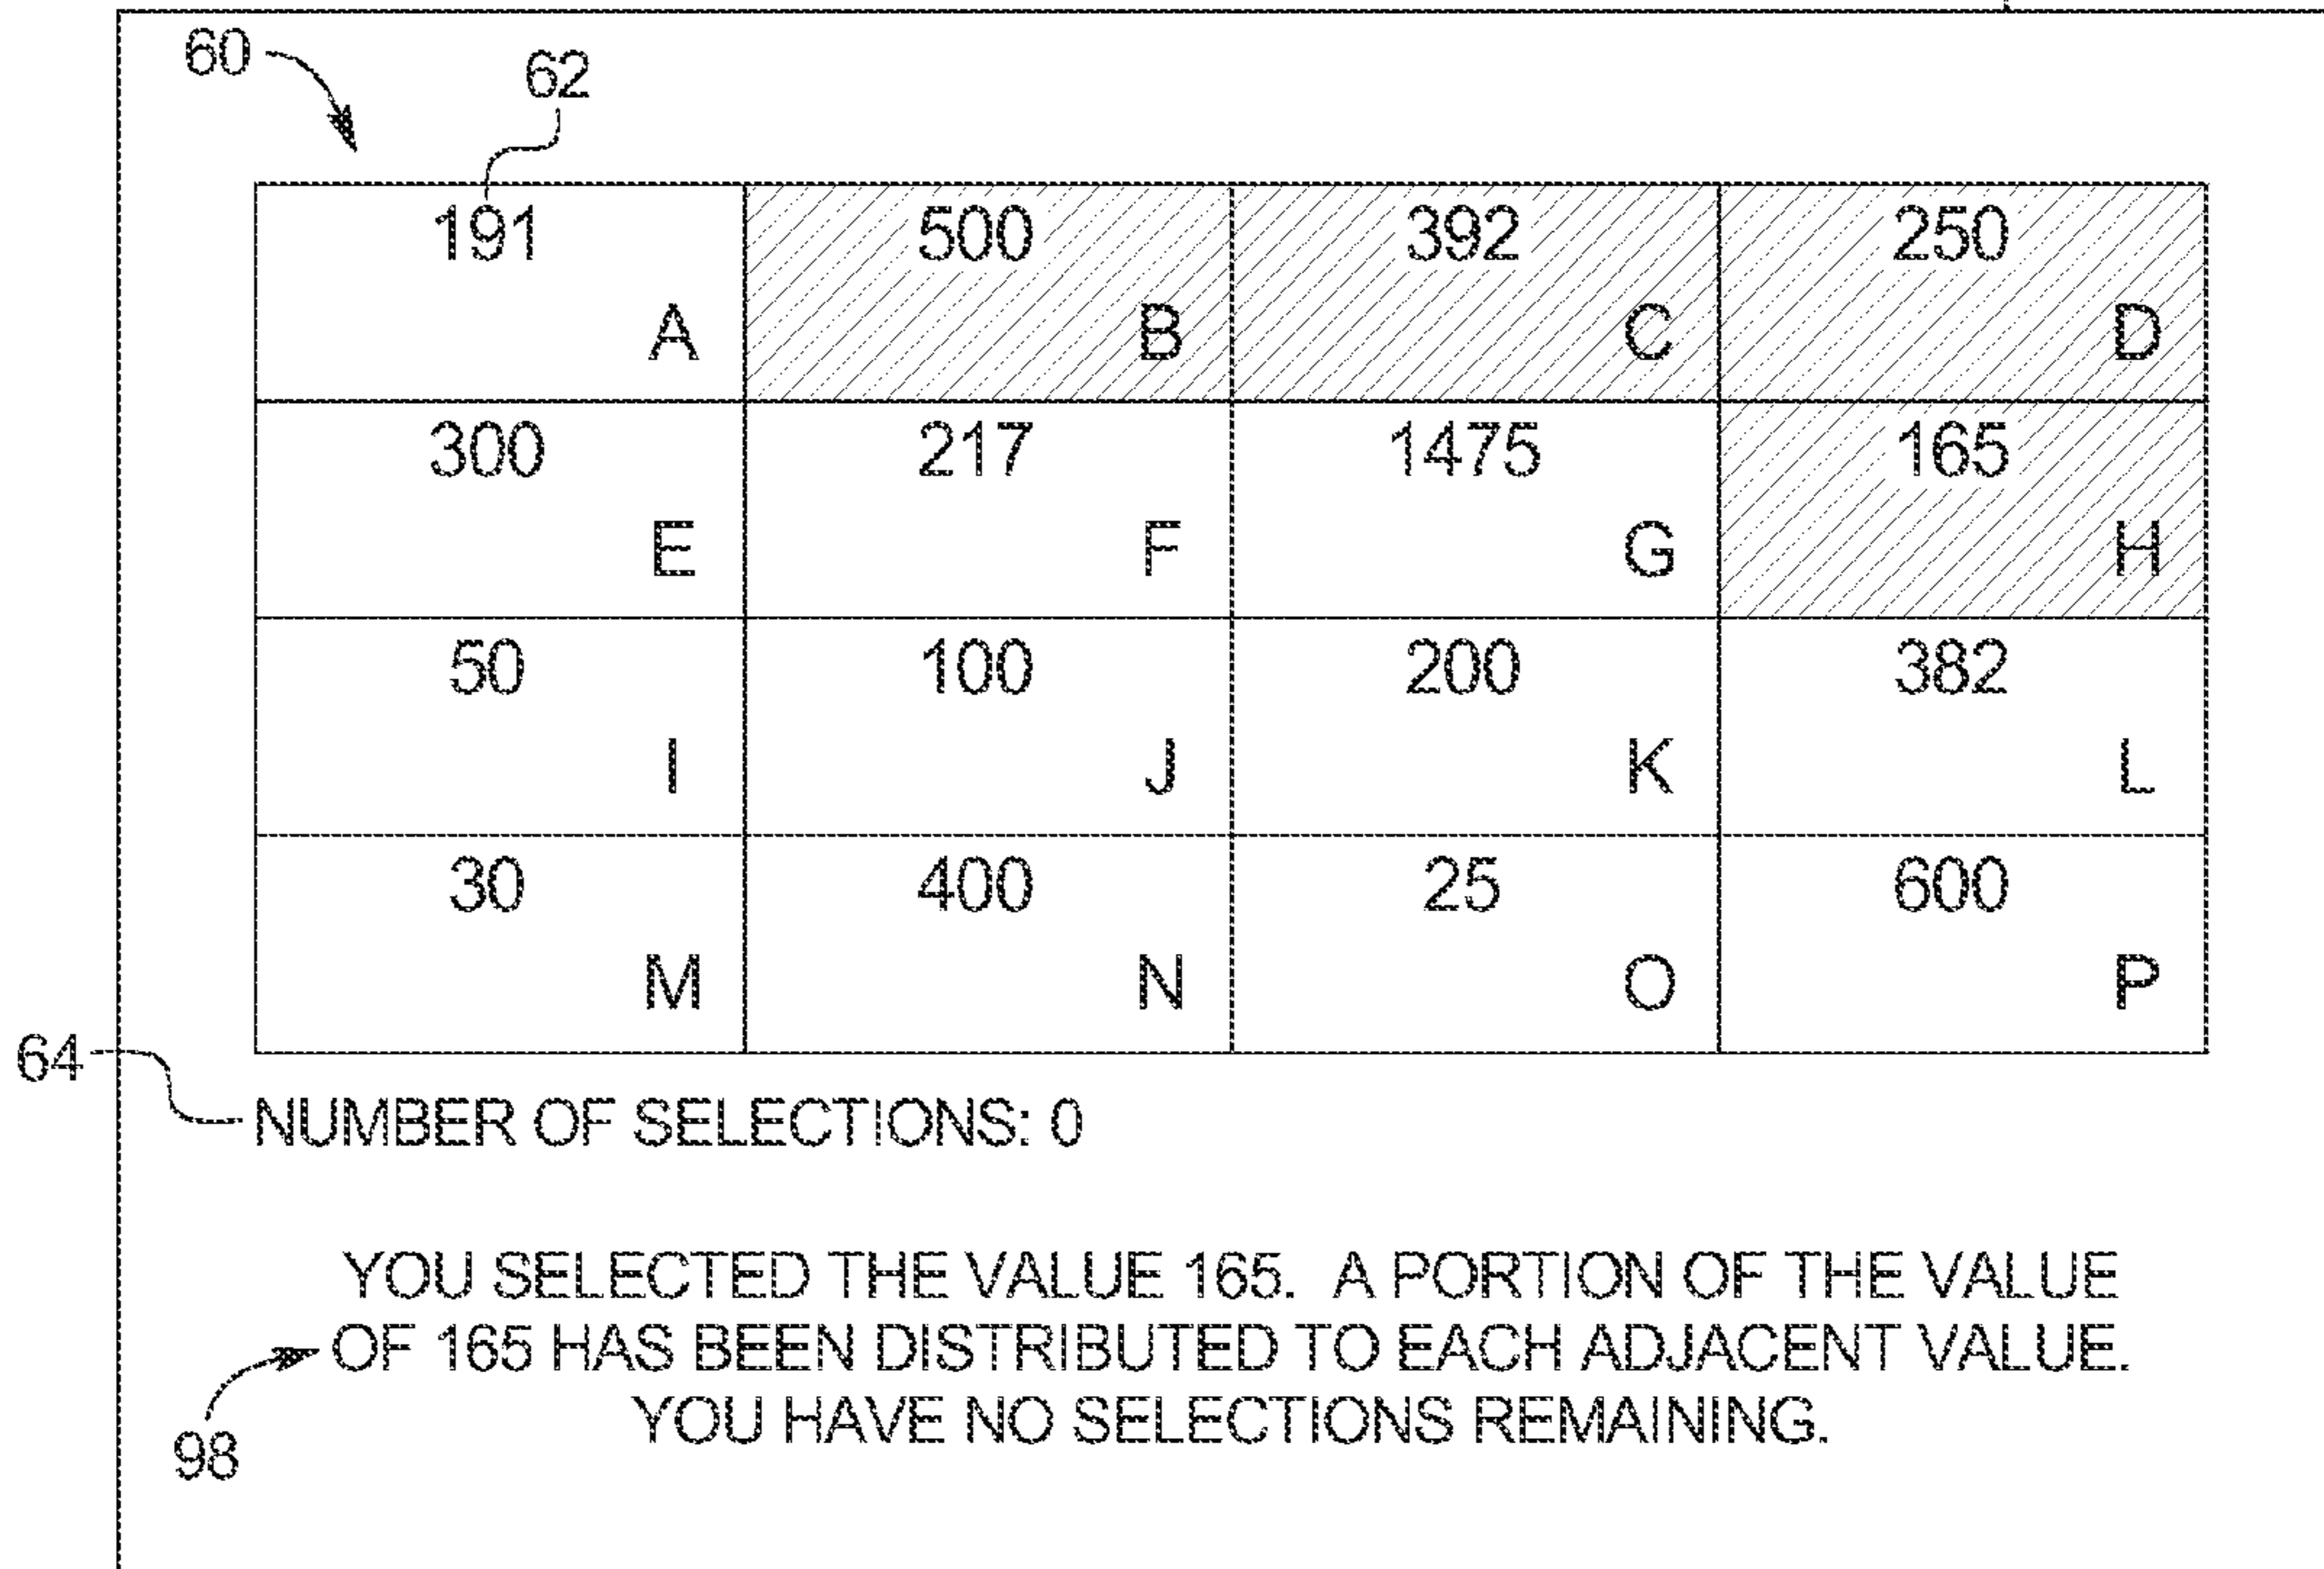 60
62
191 500 392 250
A B C D
300 217 1475 165
E F G H
50 100 200 382
I J K L
30 400 25 600
M N O P
64
NUMBER OF SELECTIONS: 0
YOU SELECTED THE VALUE 165. A PORTION OF THE VALUE
OF 165 HAS BEEN DISTRIBUTED TO EACH ADJACENT VALUE.
YOU HAVE NO SELECTIONS REMAINING.
98